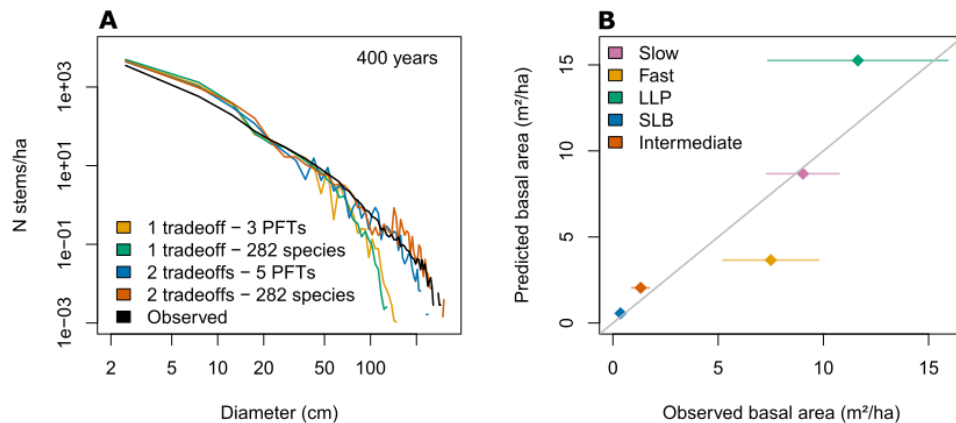 A
400 years
N stems/ha
1e+03
1e+01
1e−01
1e−03
1 tradeoff − 3 PFTs
1 tradeoff − 282 species
2 tradeoffs − 5 PFTs
2 tradeoffs − 282 species
Observed
2 5 10 20 50 100
Diameter (cm)
B
Predicted basal area (m²/ha)
15
10
5
0
Slow
Fast
LLP
SLB
Intermediate
0 5 10 15
Observed basal area (m²/ha)